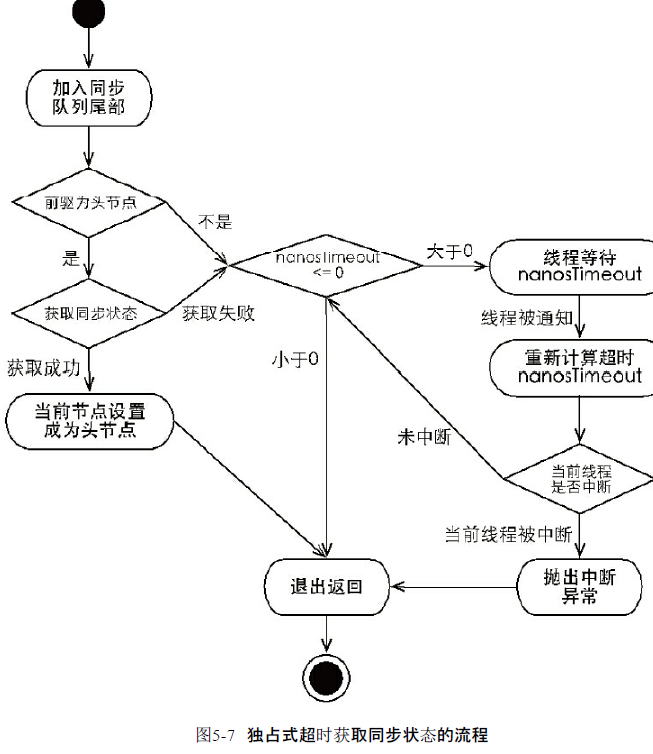 加入同步
队列尾部
前驱为头节点
不是
是
获取同步状态
获取失败
获取成功
当前节点设置
成为头节点
nanosTimeout
<= 0
大于0
小于0
线程等待
nanosTimeout
线程被通知
重新计算超时
nanosTimeout
未中断
当前线程
是否中断
当前线程被中断
抛出中断
异常
退出返回
图5-7 独占式超时获取同步状态的流程